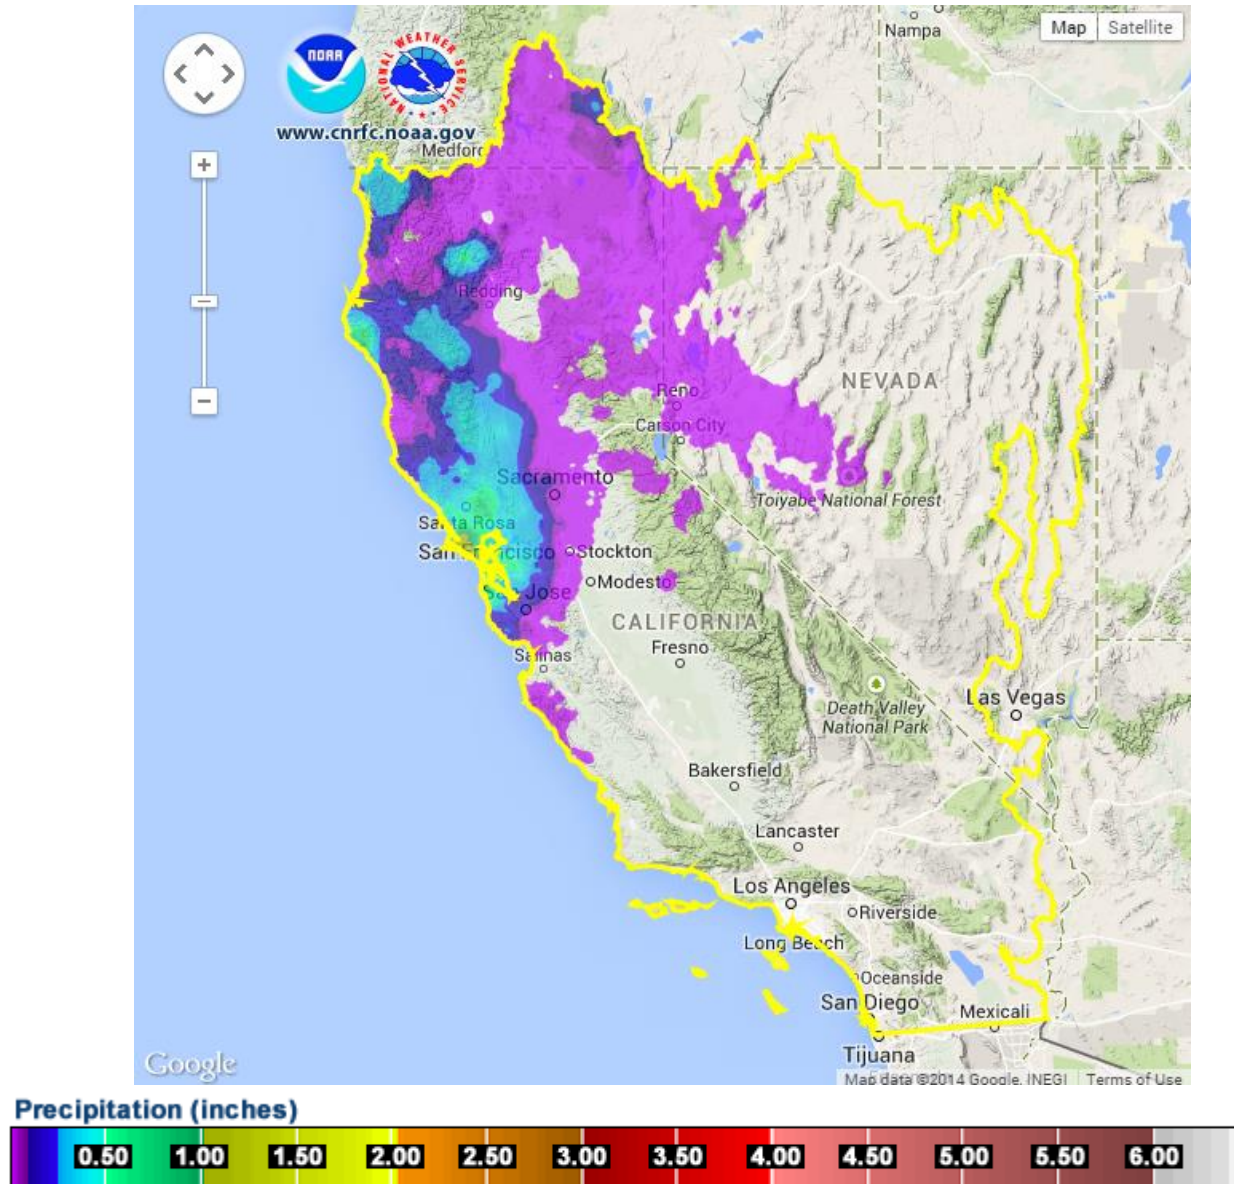 Nampa
Map
Satellite
NOAA
NATIONAL WEATHER SERVICE
www.cnrfc.noaa.gov
Medford
Redding
NEVADA
Reno
Carson City
Sacramento
Toiyabe National Forest
Santa Rosa
San Francisco
Stockton
Modesto
San Jose
CALIFORNIA
Fresno
Salinas
Las Vegas
Death Valley
National Park
Bakersfield
Lancaster
Los Angeles
Riverside
Long Beach
Oceanside
San Diego
Mexicali
Tijuana
Google
Map data ©2014 Google, INEGI
Terms of Use
Precipitation (inches)
0.50 1.00 1.50 2.00 2.50 3.00 3.50 4.00 4.50 5.00 5.50 6.00